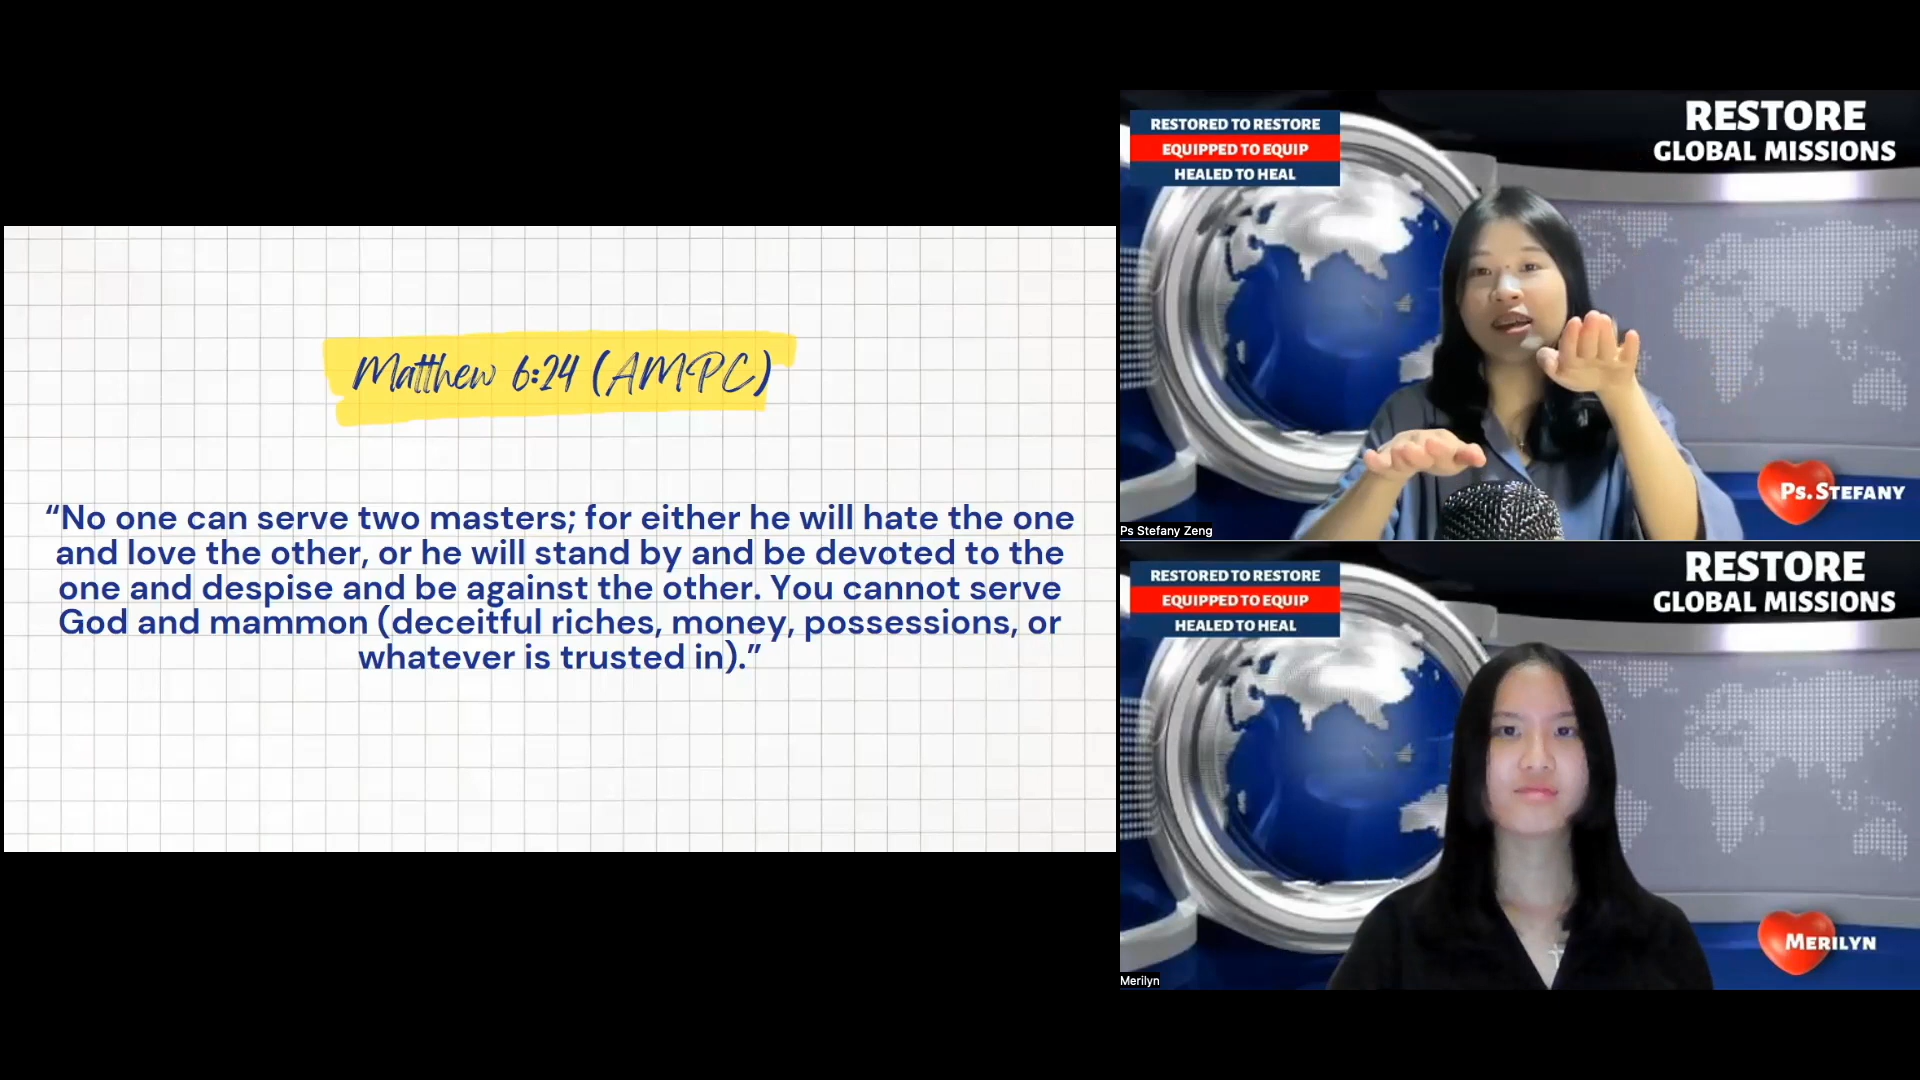 Matthew 6:24 (AMPC)
“No one can serve two masters; for either he will hate the one
and love the other, or he will stand by and be devoted to the
one and despise and be against the other. You cannot serve
God and mammon (deceitful riches, money, possessions, or
whatever is trusted in).”
RESTORED TO RESTORE
EQUIPPED TO EQUIP
HEALED TO HEAL
RESTORE
GLOBAL MISSIONS
Ps. Stefany
Ps Stefany Zeng
RESTORED TO RESTORE
EQUIPPED TO EQUIP
HEALED TO HEAL
RESTORE
GLOBAL MISSIONS
Merilyn
Merilyn